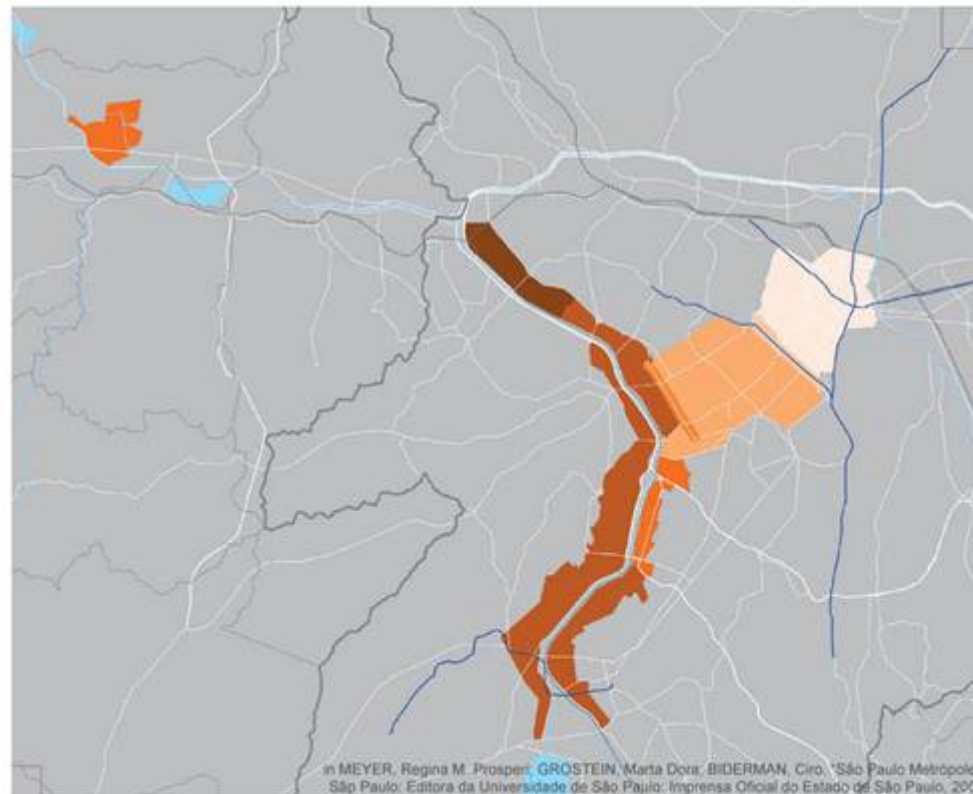 in MEYER, Regina M. Prosperi; GROSTEIN, Marta Dora; BIDERMAN, Ciro. "São Paulo Metrópole
São Paulo: Editora da Universidade de São Paulo: Imprensa Oficial do Estado de São Paulo, 200